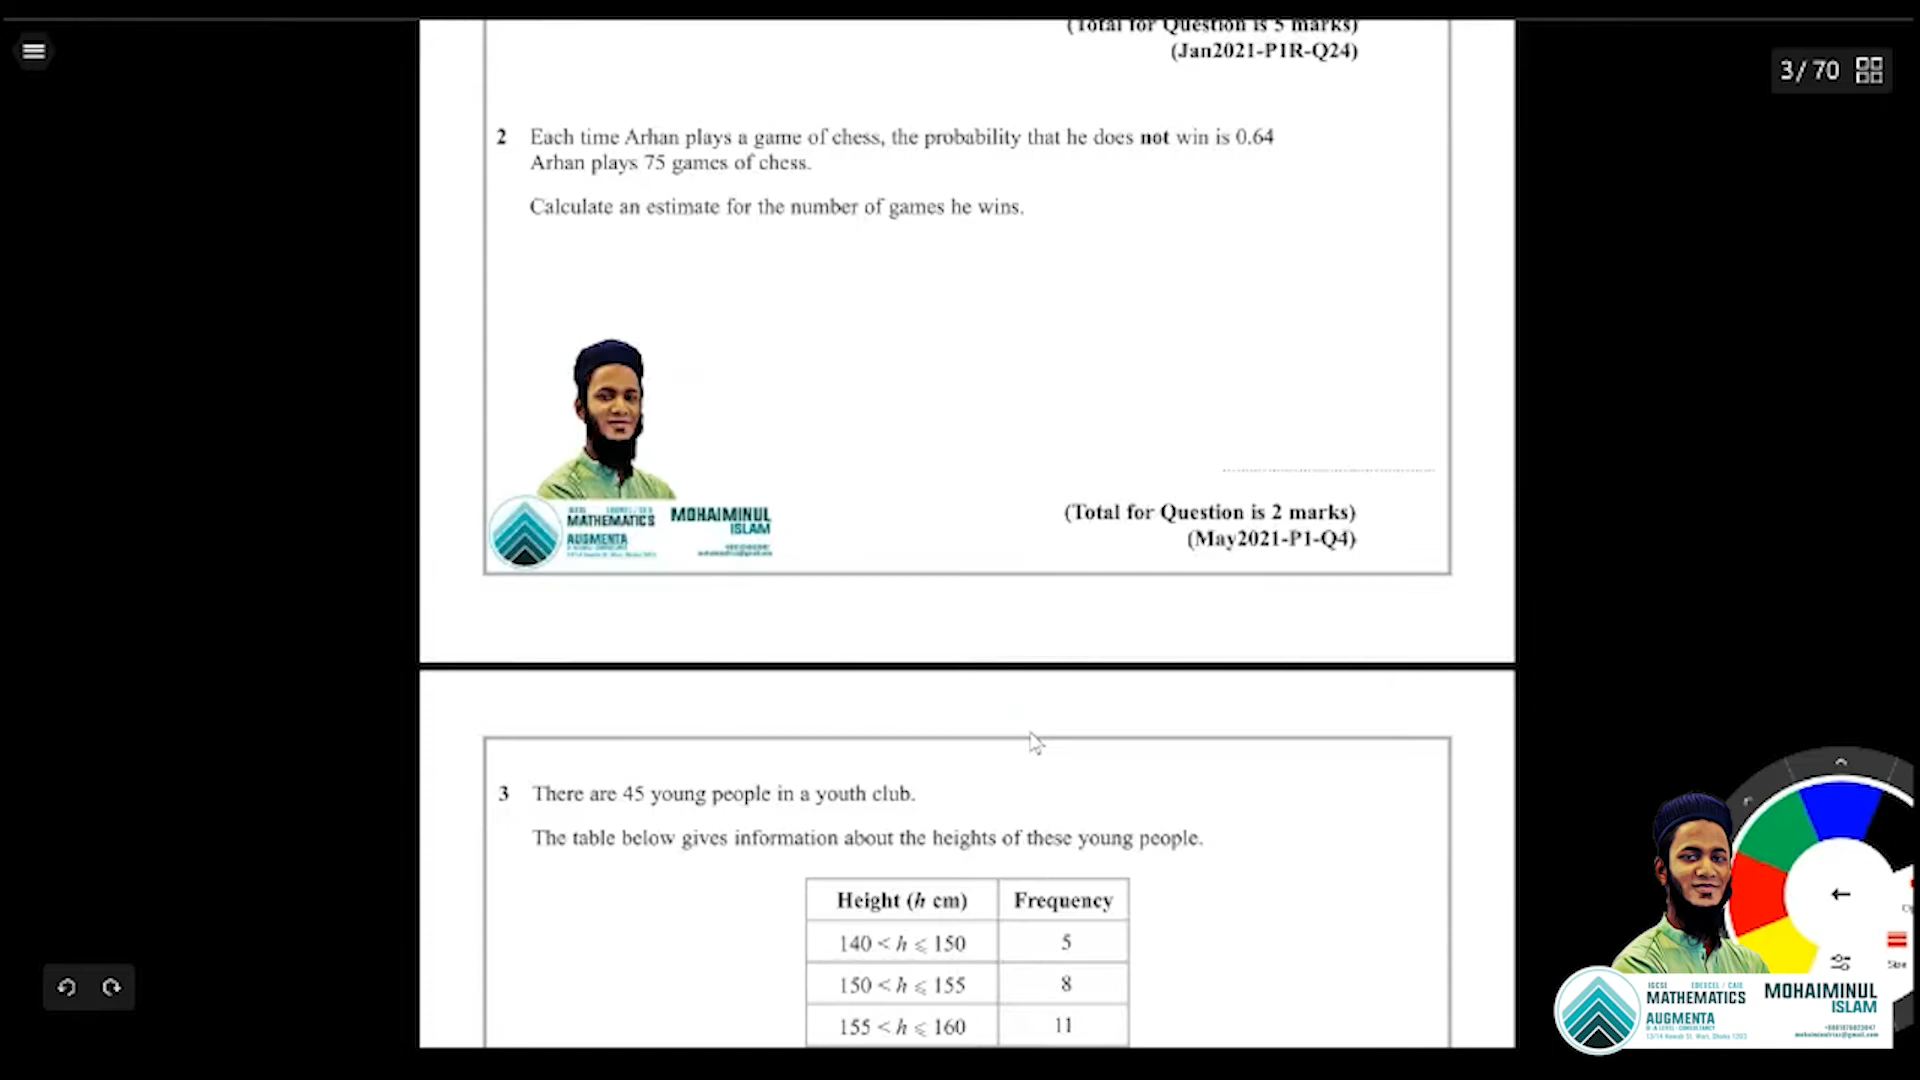 (Total for Question is 5 marks)
(Jan2021-P1R-Q24)
3 / 70
2 Each time Arhan plays a game of chess, the probability that he does not win is 0.64
Arhan plays 75 games of chess.
Calculate an estimate for the number of games he wins.
MATHEMATICS
AUGMENTA
MOHAIMINUL
ISLAM
(Total for Question is 2 marks)
(May2021-P1-Q4)
3 There are 45 young people in a youth club.
The table below gives information about the heights of these young people.
Height (h cm) Frequency
140 < h ⩽ 150 5
150 < h ⩽ 155 8
155 < h ⩽ 160 11
Size
IGCSE EDEXCEL / CAIE
MATHEMATICS
AUGMENTA
MOHAIMINUL
ISLAM